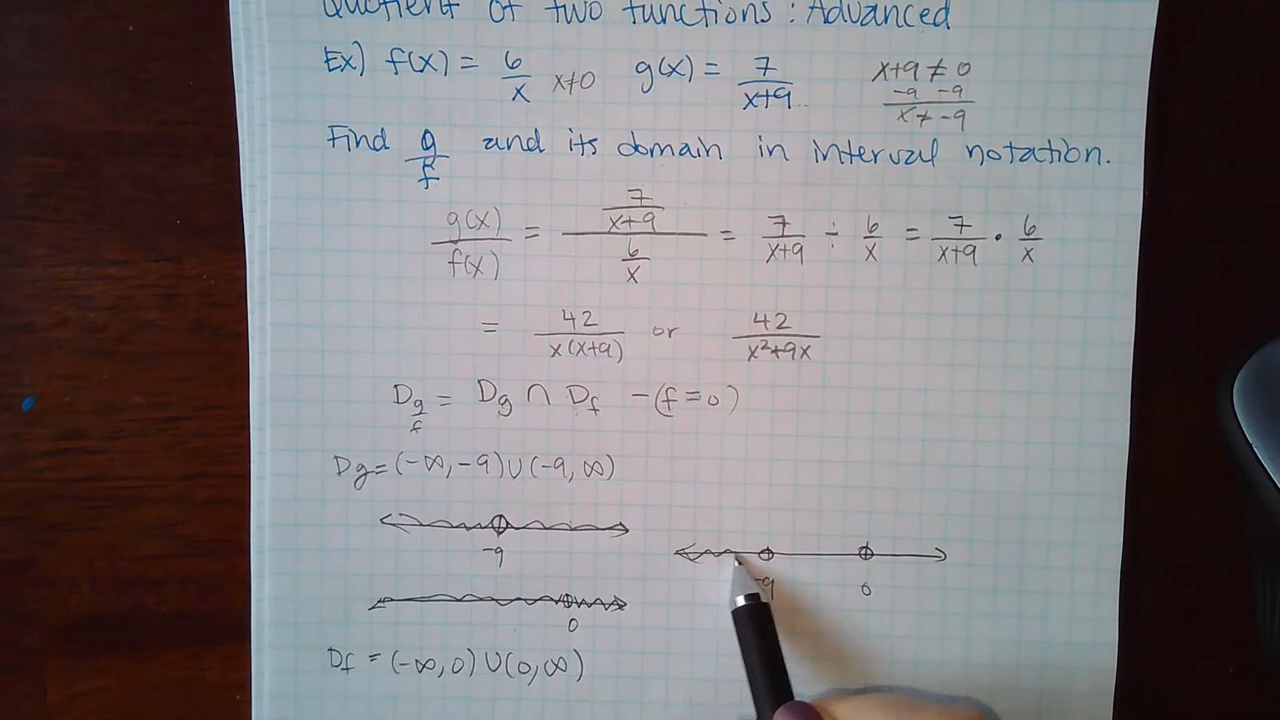 Quotient of two functions: Advanced
Ex) f(x) = 6/x x≠0 g(x) = 7/(x+9) x+9 ≠ 0
-9 -9
x ≠ -9
Find g/f and its domain in interval notation.
g(x)/f(x) = (7/(x+9))/(6/x) = 7/(x+9) ÷ 6/x = 7/(x+9) • 6/x
= 42/(x(x+9)) or 42/(x²+9x)
D_(g/f) = Dg ∩ Df - (f=0)
Dg = (-∞, -9) ∪ (-9, ∞)
-9
-9 0
0
Df = (-∞, 0) ∪ (0, ∞)